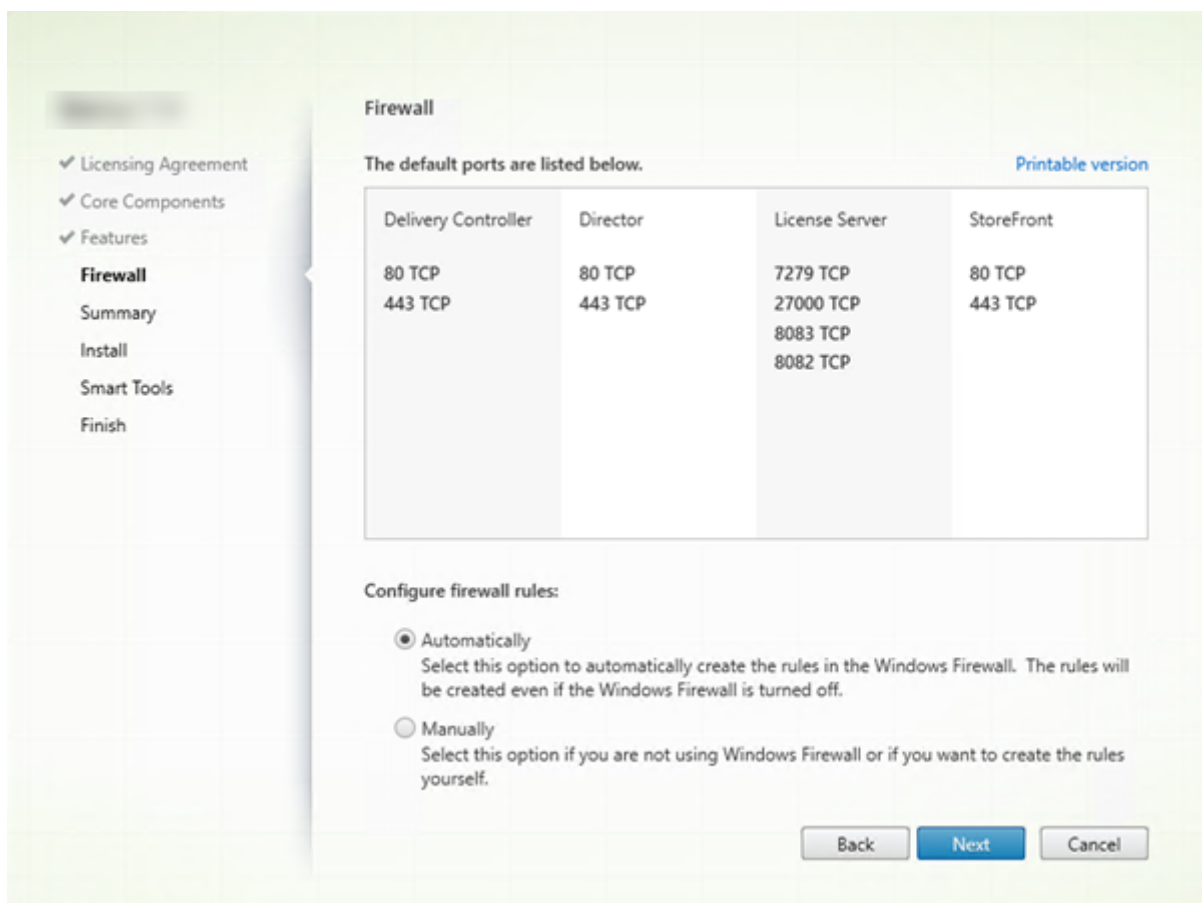 Licensing Agreement
Core Components
Features
Firewall
Summary
Install
Smart Tools
Finish
Firewall
The default ports are listed below.
Printable version
Delivery Controller
80 TCP
443 TCP
Director
80 TCP
443 TCP
License Server
7279 TCP
27000 TCP
8083 TCP
8082 TCP
StoreFront
80 TCP
443 TCP
Configure firewall rules:
Automatically
Select this option to automatically create the rules in the Windows Firewall. The rules will
be created even if the Windows Firewall is turned off.
Manually
Select this option if you are not using Windows Firewall or if you want to create the rules
yourself.
Back
Next
Cancel